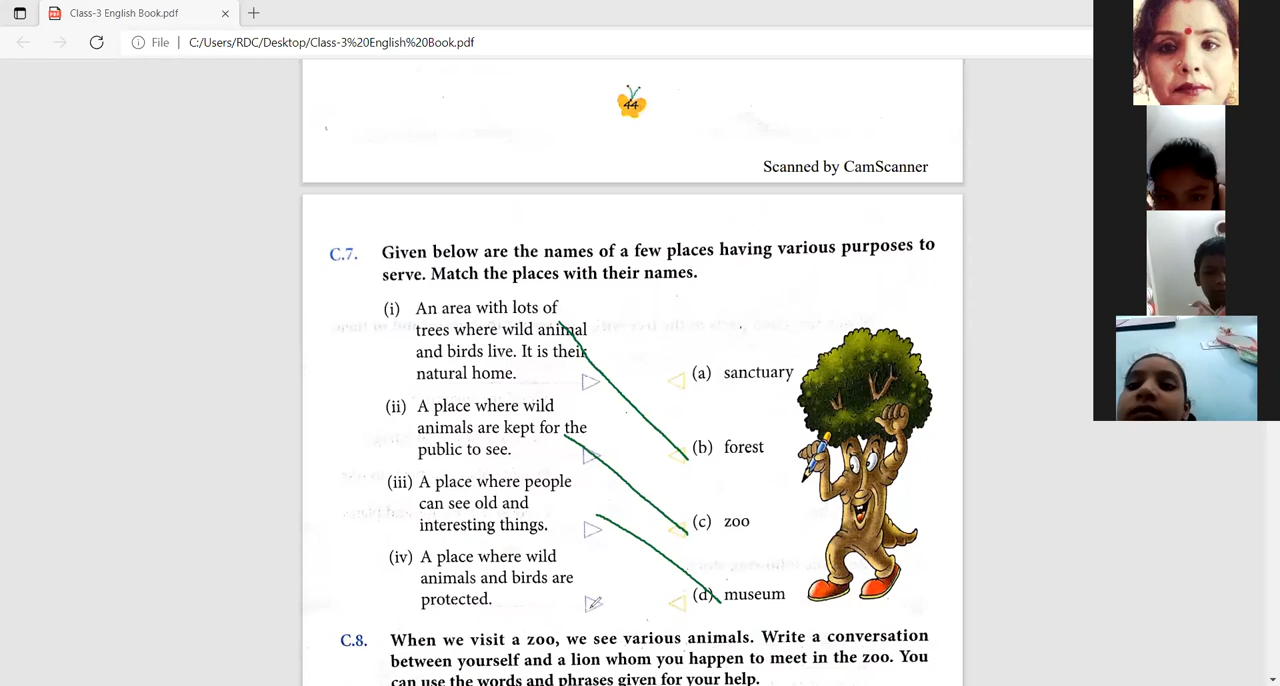 Class-3 English Book.pdf
File | C:/Users/RDC/Desktop/Class-3%20English%20Book.pdf
44
Scanned by CamScanner
C.7. Given below are the names of a few places having various purposes to
serve. Match the places with their names.
(i) An area with lots of
trees where wild animal
and birds live. It is their
natural home.
(a) sanctuary
(ii) A place where wild
animals are kept for the
public to see.
(b) forest
(iii) A place where people
can see old and
interesting things.
(c) zoo
(iv) A place where wild
animals and birds are
protected.
(d) museum
C.8. When we visit a zoo, we see various animals. Write a conversation
between yourself and a lion whom you happen to meet in the zoo. You
can use the words and phrases given for your help.